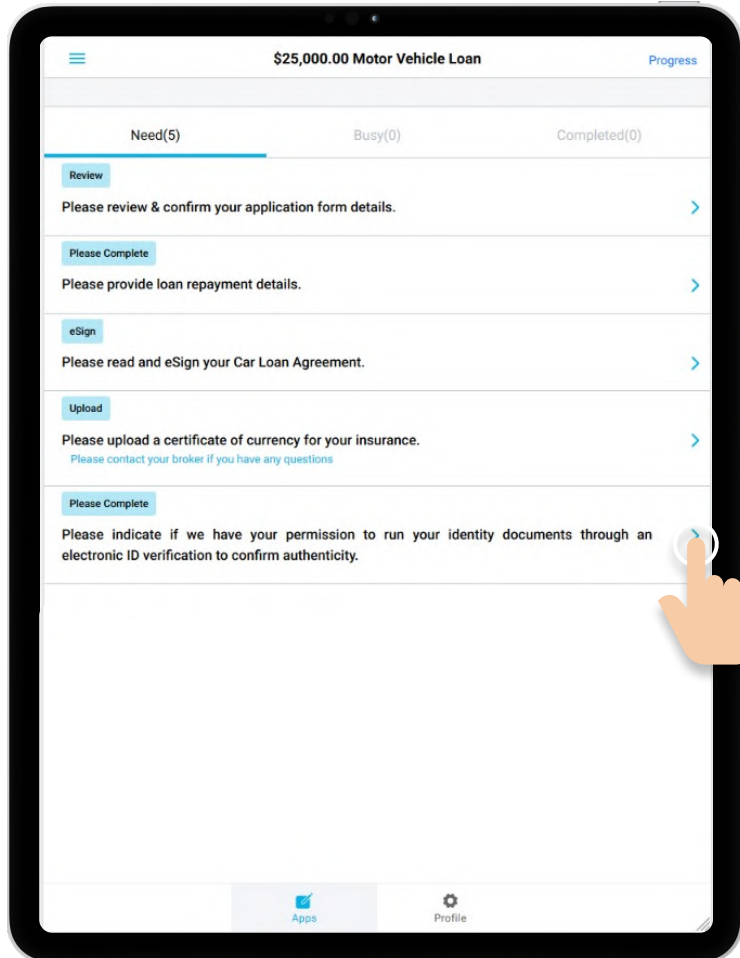 $25,000.00 Motor Vehicle Loan
Progress
Need(5)
Busy(0)
Completed(0)
Review
Please review & confirm your application form details.
Please Complete
Please provide loan repayment details.
eSign
Please read and eSign your Car Loan Agreement.
Upload
Please upload a certificate of currency for your insurance.
Please contact your broker if you have any questions
Please Complete
Please indicate if we have your permission to run your identity documents through an
electronic ID verification to confirm authenticity.
Apps
Profile